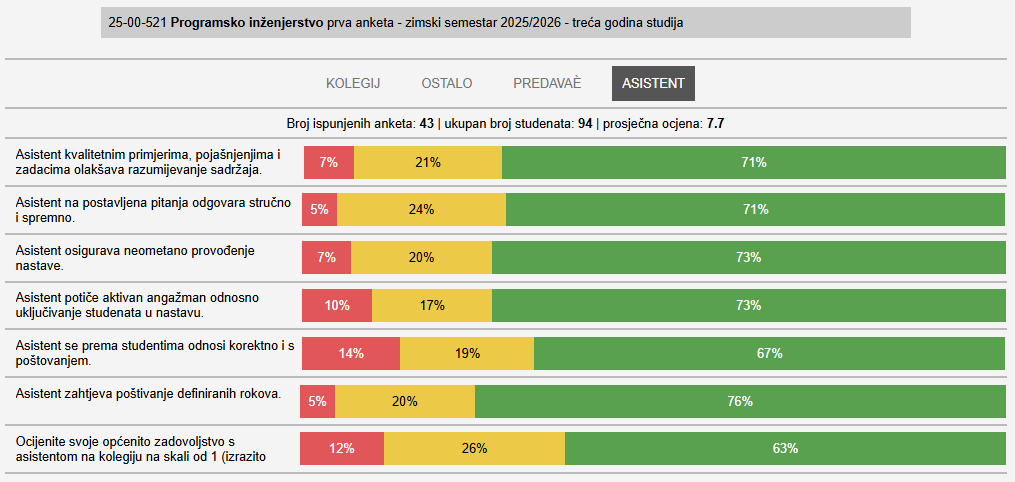 25-00-521 Programsko inženjerstvo prva anketa - zimski semestar 2025/2026 - treća godina studija
KOLEGIJ OSTALO PREDAVAÈ ASISTENT
Broj ispunjenih anketa: 43 | ukupan broj studenata: 94 | prosječna ocjena: 7.7
Asistent kvalitetnim primjerima, pojašnjenjima i
zadacima olakšava razumijevanje sadržaja.
7% 21% 71%
Asistent na postavljena pitanja odgovara stručno
i spremno.
5% 24% 71%
Asistent osigurava neometano provođenje
nastave.
7% 20% 73%
Asistent potiče aktivan angažman odnosno
uključivanje studenata u nastavu.
10% 17% 73%
Asistent se prema studentima odnosi korektno i s
poštovanjem.
14% 19% 67%
Asistent zahtjeva poštivanje definiranih rokova.
5% 20% 76%
Ocijenite svoje općenito zadovoljstvo s
asistentom na kolegiju na skali od 1 (izrazito
12% 26% 63%